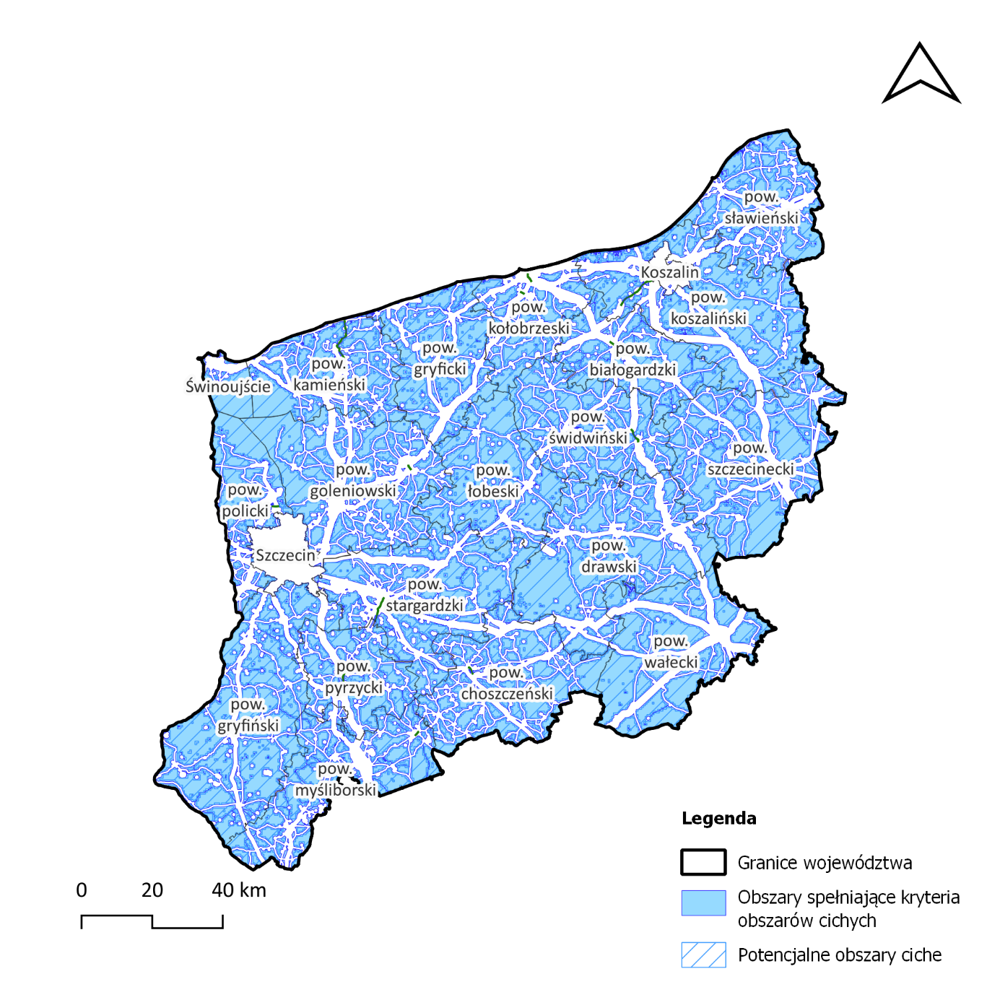 pow.
sławieński
Koszalin
pow.
koszaliński
pow.
kołobrzeski
pow.
gryficki
pow.
białogardzki
pow.
kamieński
Świnoujście
pow.
świdwiński
pow.
szczecinecki
pow.
goleniowski
pow.
łobeski
pow.
policki
Szczecin
pow.
drawski
pow.
stargardzki
pow.
wałecki
pow.
pyrzycki
pow.
choszczeński
pow.
gryfiński
pow.
myśliborski
Legenda
Granice województwa
Obszary spełniające kryteria
obszarów cichych
Potencjalne obszary ciche
0 20 40 km